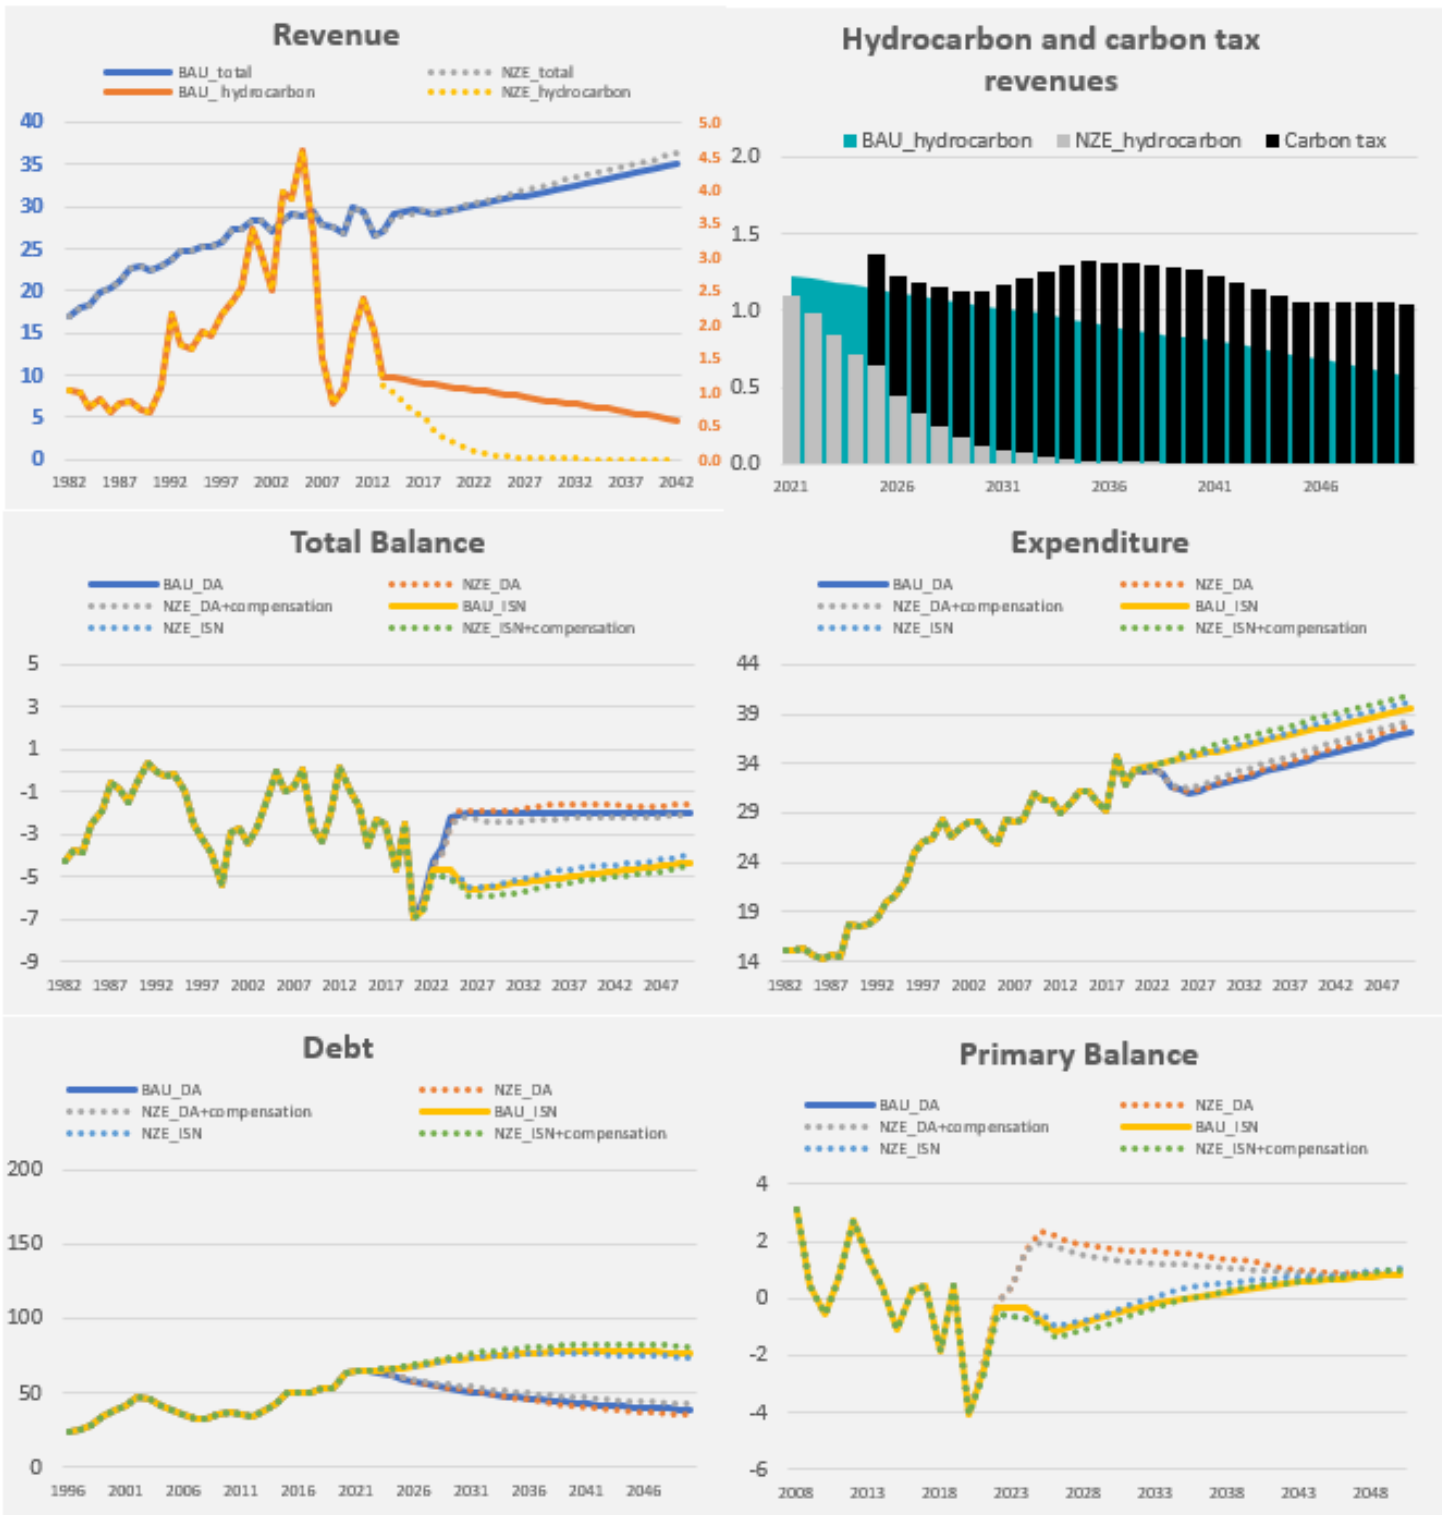 Revenue
BAU_total
NZE_total
BAU_ hydrocarbon
NZE_hydrocarbon
40
35
30
25
20
15
10
5
0
5.0
4.5
4.0
3.5
3.0
2.5
2.0
1.5
1.0
0.5
0.0
1982 1987 1992 1997 2002 2007 2012 2017 2022 2027 2032 2037 2042
Hydrocarbon and carbon tax
revenues
BAU_hydrocarbon NZE_hydrocarbon Carbon tax
2.0
1.5
1.0
0.5
0.0
2021 2026 2031 2036 2041 2046
Total Balance
BAU_DA
NZE_DA
NZE_DA+compensation
BAU_ISN
NZE_ISN
NZE_ISN+compensation
5
3
1
-1
-3
-5
-7
-9
1982 1987 1992 1997 2002 2007 2012 2017 2022 2027 2032 2037 2042 2047
Expenditure
BAU_DA
NZE_DA
NZE_DA+compensation
BAU_ISN
NZE_ISN
NZE_ISN+compensation
44
39
34
29
24
19
14
1982 1987 1992 1997 2002 2007 2012 2017 2022 2027 2032 2037 2042 2047
Debt
BAU_DA
NZE_DA
NZE_DA+compensation
BAU_ISN
NZE_ISN
NZE_ISN+compensation
200
150
100
50
0
1996 2001 2006 2011 2016 2021 2026 2031 2036 2041 2046
Primary Balance
BAU_DA
NZE_DA
NZE_DA+compensation
BAU_ISN
NZE_ISN
NZE_ISN+compensation
4
2
0
-2
-4
-6
2008 2013 2018 2023 2028 2033 2038 2043 2048